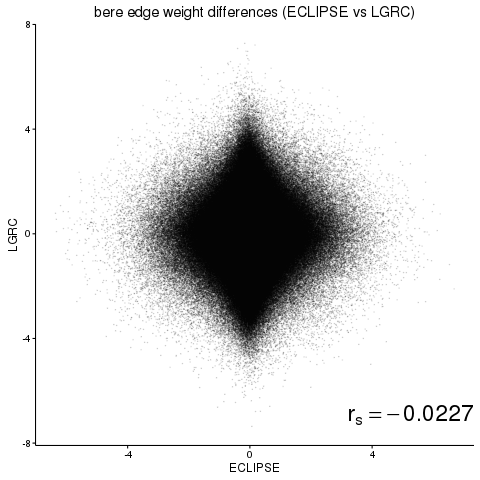 bere edge weight differences (ECLIPSE vs LGRC)
8
4
0
-4
-8
LGRC
r_s = −0.0227
-4
0
4
ECLIPSE